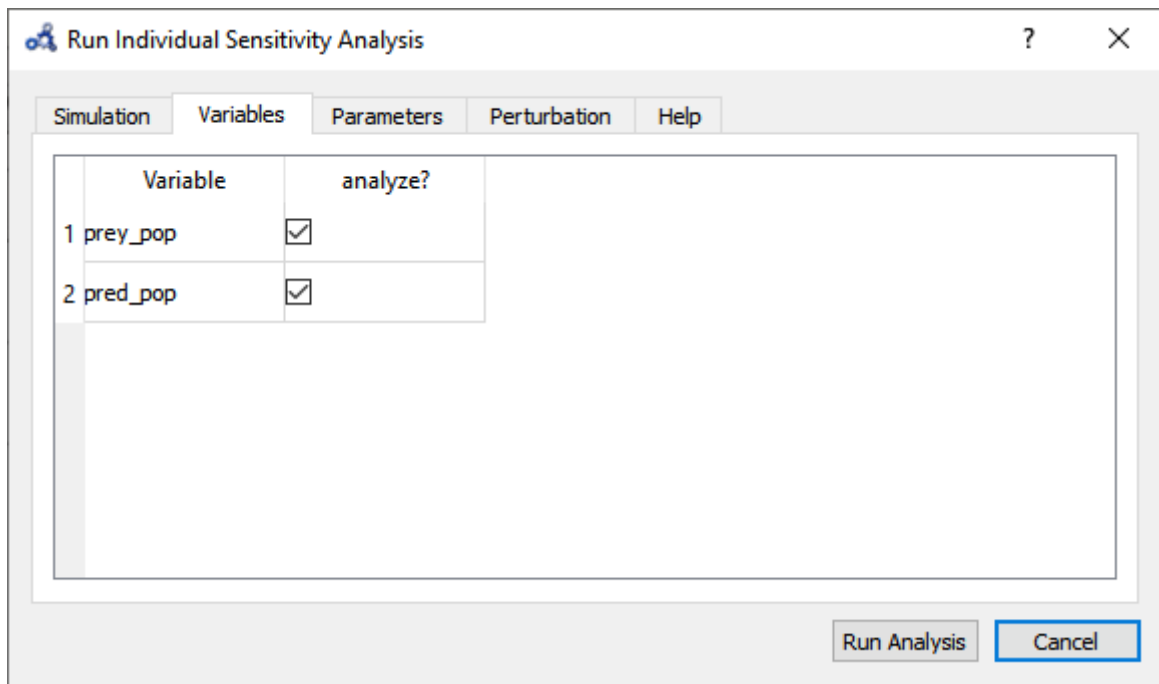 Run Individual Sensitivity Analysis ?
Simulation Variables Parameters Perturbation Help
Variable analyze?
1 prey_pop
2 pred_pop
Run Analysis Cancel